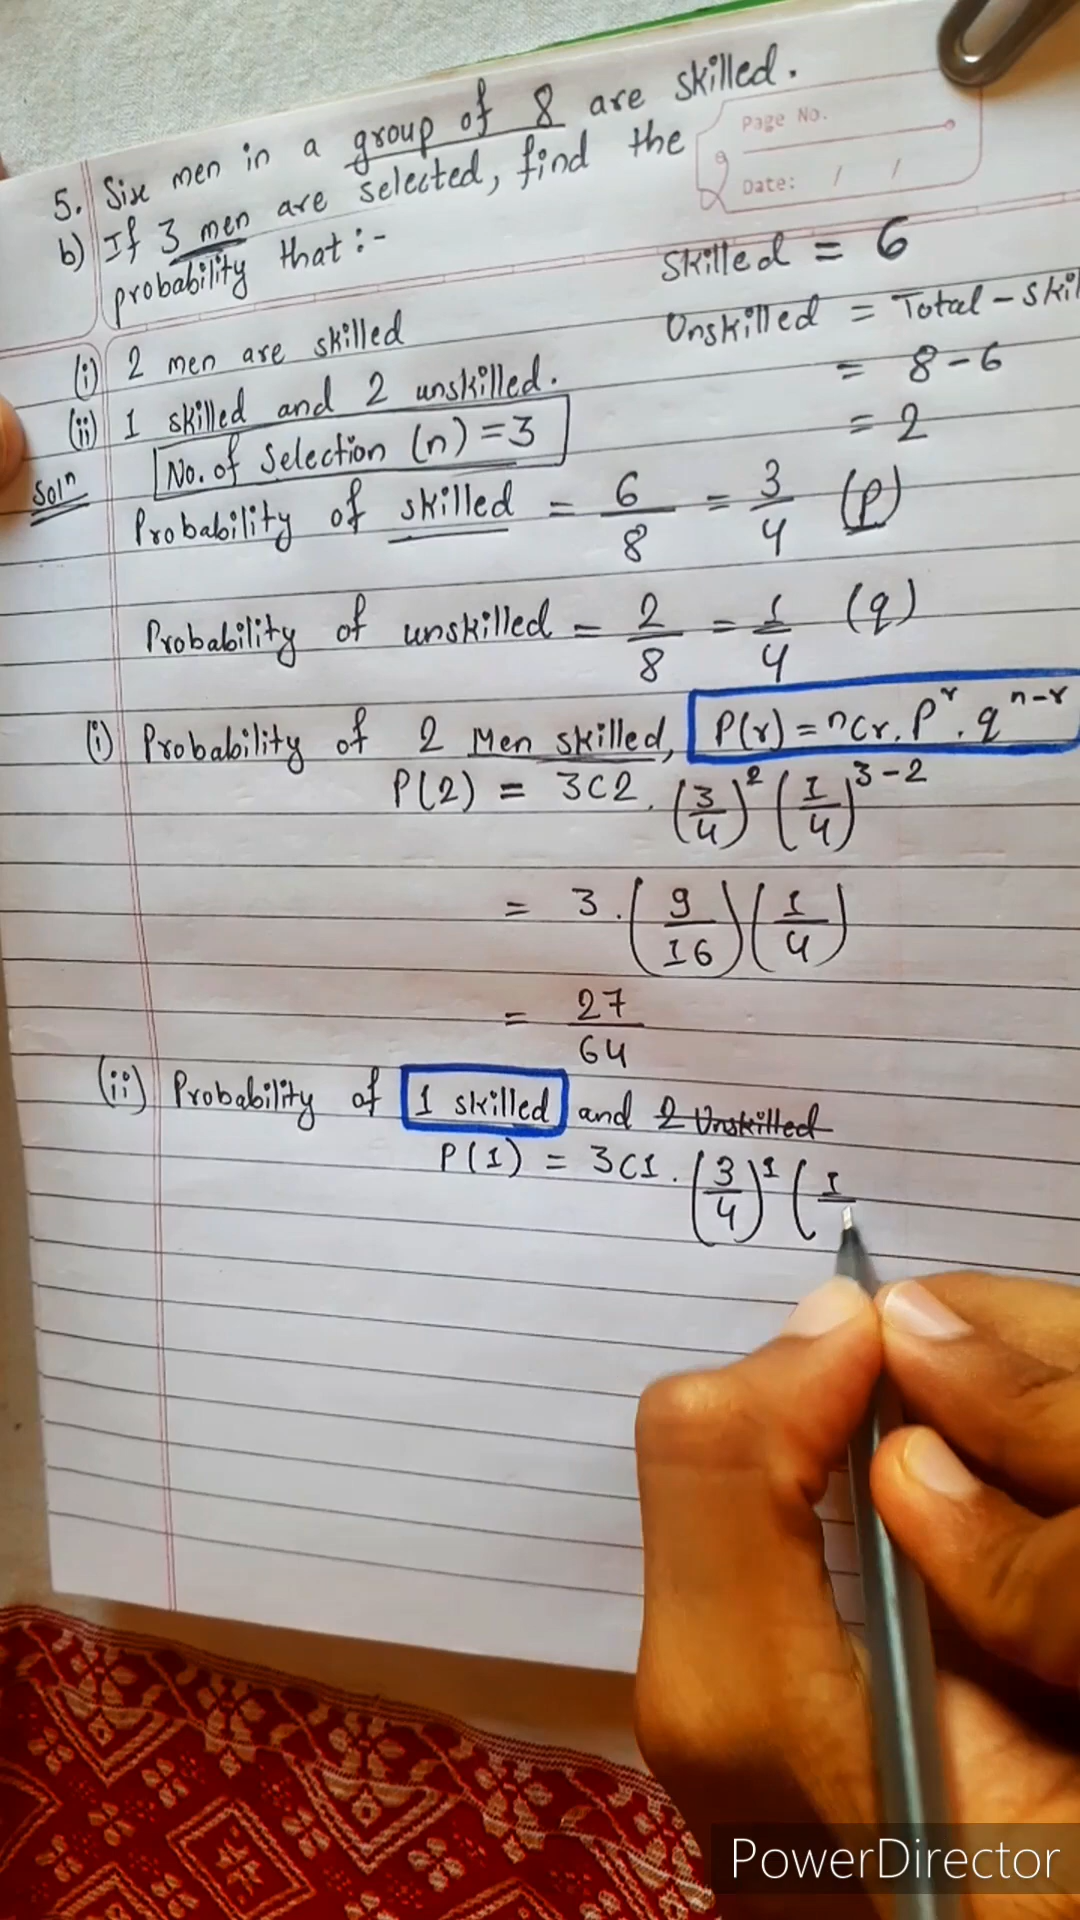 5. Six men in a group of 8 are skilled.
b) If 3 men are selected, find the
probability that :-
Page No.
Date: / /
(i) 2 men are skilled
(ii) 1 skilled and 2 unskilled.
Skilled = 6
Unskilled = Total - Skil
= 8 - 6
= 2
Solⁿ
No. of Selection (n) = 3
Probability of skilled = 6/8 = 3/4 (p)
Probability of unskilled = 2/8 = 1/4 (q)
(i) Probability of 2 Men skilled, P(r) = nCr. P^r . q^n-r
P(2) = 3C2. (3/4)^2 (1/4)^3-2
= 3. (9/16) (1/4)
= 27/64
(ii) Probability of 1 skilled and 2 Unskilled
P(1) = 3C1. (3/4)^1 (1/
PowerDirector